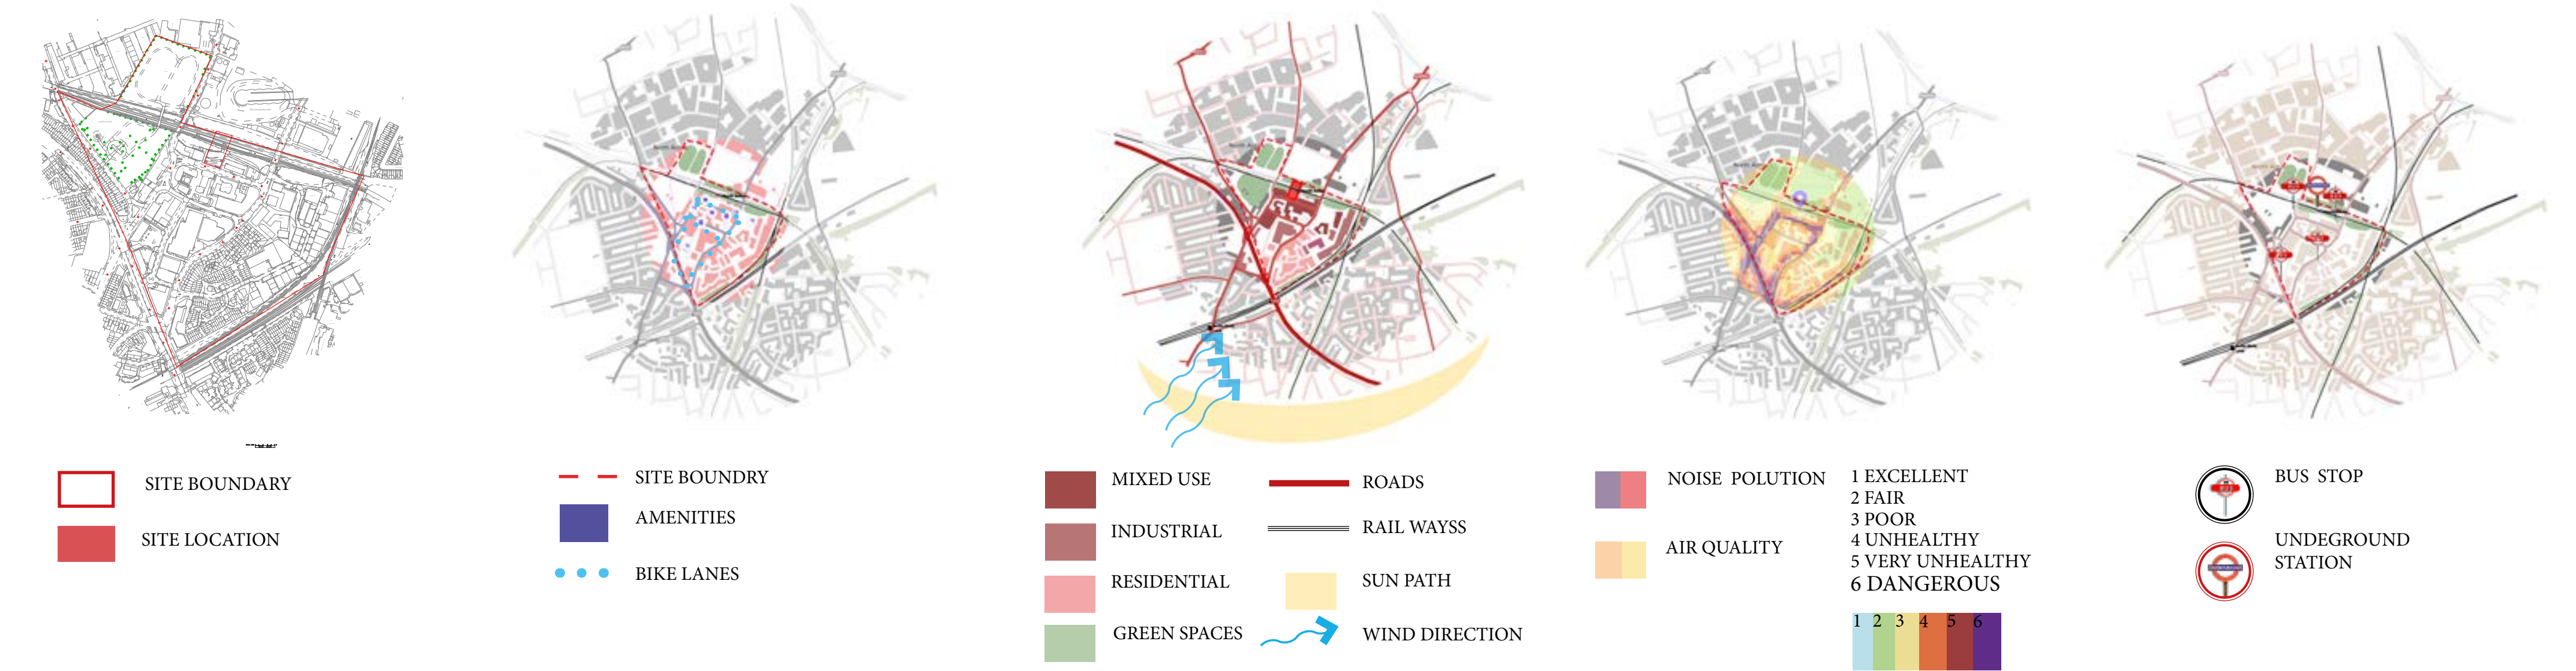 SITE BOUNDARY
SITE LOCATION
SITE BOUNDRY
AMENITIES
BIKE LANES
MIXED USE
INDUSTRIAL
RESIDENTIAL
GREEN SPACES
ROADS
RAIL WAYSS
SUN PATH
WIND DIRECTION
NOISE POLUTION
AIR QUALITY
1 EXCELLENT
2 FAIR
3 POOR
4 UNHEALTHY
5 VERY UNHEALTHY
6 DANGEROUS
1 2 3 4 5 6
BUS STOP
UNDEGROUND
STATION